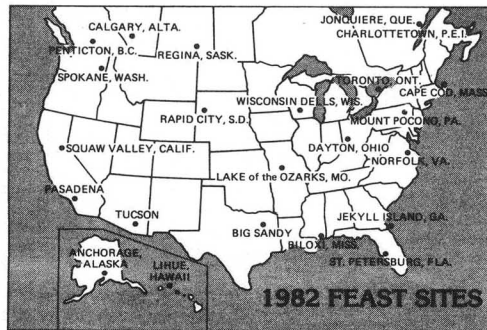 CALGARY, ALTA.
JONQUIERE, QUE.
CHARLOTTETOWN, P.E.I.
PENTICTON, B.C.
REGINA, SASK.
SPOKANE, WASH.
TORONTO, ONT.
CAPE COD, MASS.
WISCONSIN DELLS, WIS.
RAPID CITY, S.D.
MOUNT POCONO, PA.
SQUAW VALLEY, CALIF.
DAYTON, OHIO
NORFOLK, VA.
LAKE of the OZARKS, MO.
PASADENA
TUCSON
BIG SANDY
JEKYLL ISLAND, GA.
BILOXI, MISS.
ANCHORAGE,
ALASKA
LIHUE,
HAWAII
ST. PETERSBURG, FLA.
1982 FEAST SITES